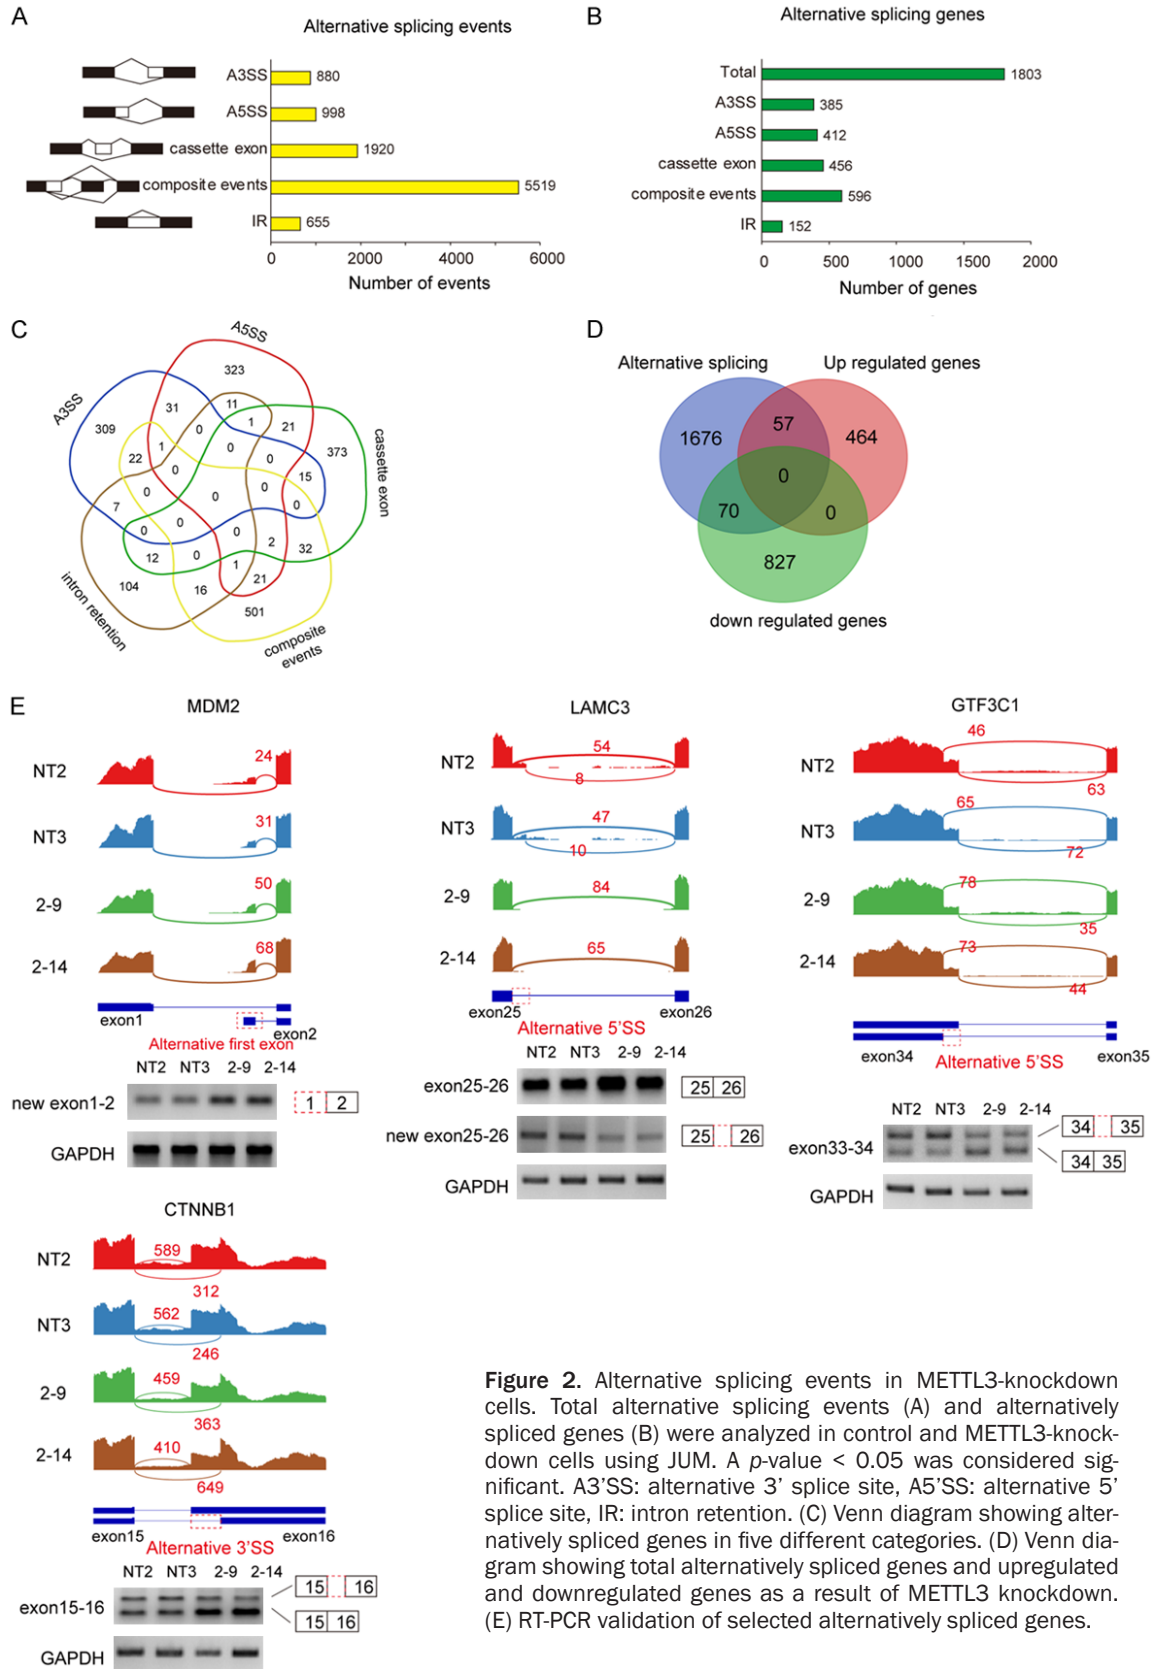 A
Alternative splicing events
A3SS
880
A5SS
998
cassette exon
1920
composite events
5519
IR
655
0
2000
4000
6000
Number of events
B
Alternative splicing genes
Total
1803
A3SS
385
A5SS
412
cassette exon
456
composite events
596
IR
152
0
500
1000
1500
2000
Number of genes
C
A5SS
323
A3SS
31
11
1
21
309
0
0
373
cassette exon
22
1
0
0
0
15
7
0
0
0
0
0
0
0
2
32
12
0
1
104
16
21
501
intron retention
composite
events
D
Alternative splicing
Up regulated genes
1676
57
464
0
70
0
827
down regulated genes
E
MDM2
NT2
24
NT3
31
2-9
50
2-14
68
exon1
exon2
Alternative first exon
NT2 NT3 2-9 2-14
new exon1-2
1 2
GAPDH
LAMC3
NT2
54
8
NT3
47
10
2-9
84
2-14
65
exon25
exon26
Alternative 5'SS
NT2 NT3 2-9 2-14
exon25-26
25 26
new exon25-26
25 26
GAPDH
GTF3C1
NT2
46
63
NT3
65
72
2-9
78
35
2-14
73
44
exon34
exon35
Alternative 5'SS
NT2 NT3 2-9 2-14
exon33-34
34 35
34 35
GAPDH
CTNNB1
NT2
589
312
NT3
562
246
2-9
459
363
2-14
410
649
exon15
exon16
Alternative 3'SS
NT2 NT3 2-9 2-14
exon15-16
15 16
15 16
GAPDH
Figure 2. Alternative splicing events in METTL3-knockdown
cells. Total alternative splicing events (A) and alternatively
spliced genes (B) were analyzed in control and METTL3-knock-
down cells using JUM. A p-value < 0.05 was considered sig-
nificant. A3'SS: alternative 3' splice site, A5'SS: alternative 5'
splice site, IR: intron retention. (C) Venn diagram showing alter-
natively spliced genes in five different categories. (D) Venn dia-
gram showing total alternatively spliced genes and upregulated
and downregulated genes as a result of METTL3 knockdown.
(E) RT-PCR validation of selected alternatively spliced genes.